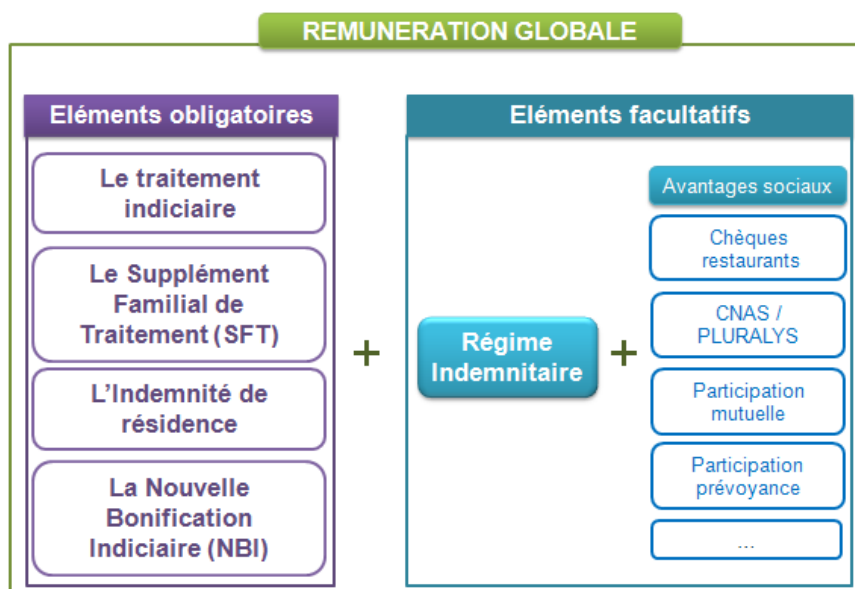 REMUNERATION GLOBALE
Eléments obligatoires
Le traitement
indiciaire
Le Supplément
Familial de
Traitement (SFT)
L'Indemnité de
résidence
La Nouvelle
Bonification
Indiciaire (NBI)
+
Eléments facultatifs
Régime
Indemnitaire
+
Avantages sociaux
Chèques
restaurants
CNAS /
PLURALYS
Participation
mutuelle
Participation
prévoyance
...